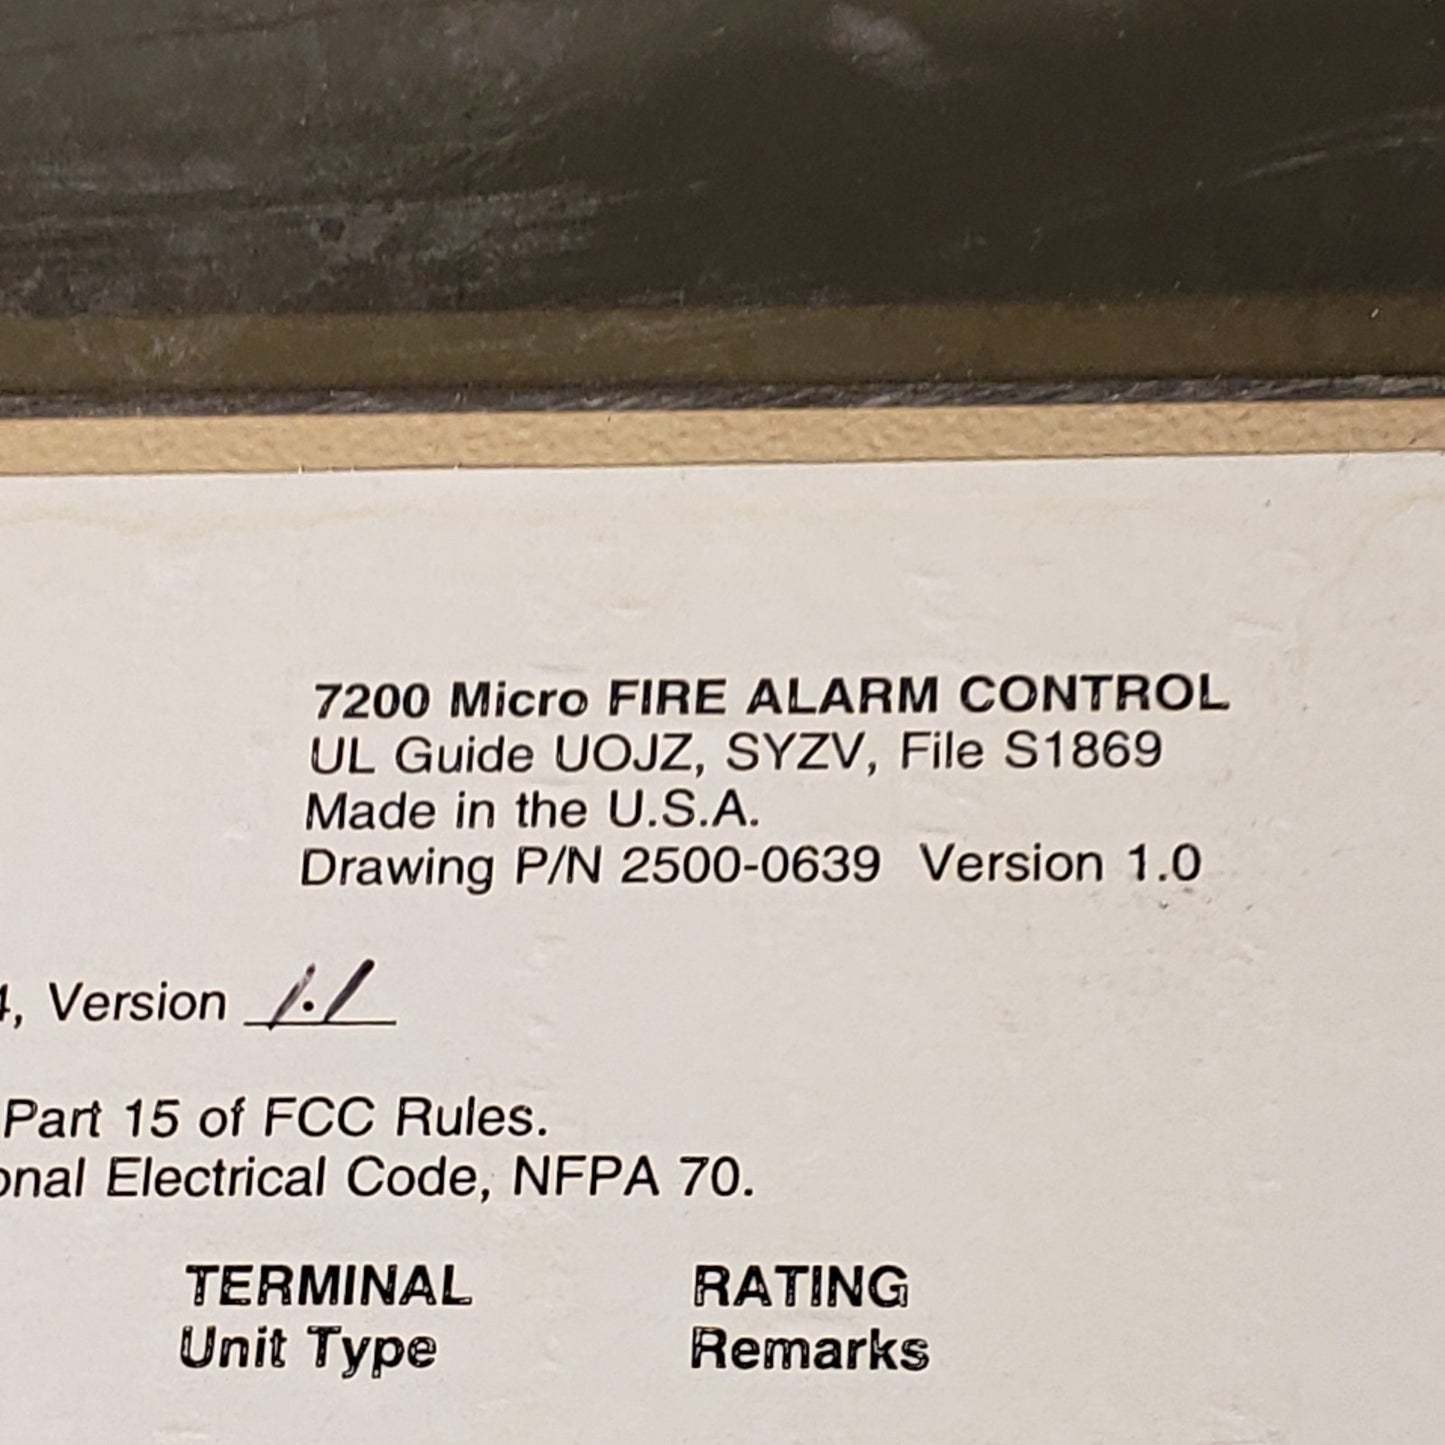 7200 Micro FIRE ALARM CONTROL
UL Guide UOJZ, SYZV, File S1869
Made in the U.S.A.
Drawing P/N 2500-0639 Version 1.0
4, Version 1.1
Part 15 of FCC Rules.
onal Electrical Code, NFPA 70.
TERMINAL RATING
Unit Type Remarks